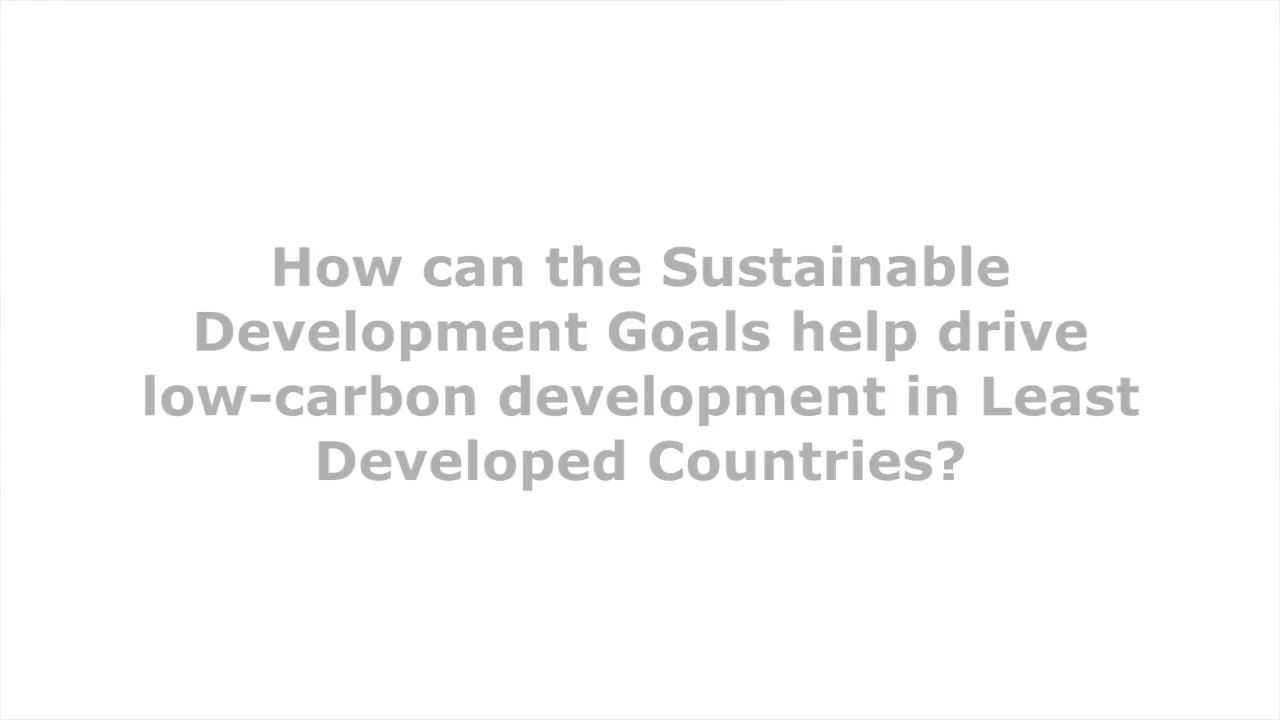 How can the Sustainable
Development Goals help drive
low-carbon development in Least
Developed Countries?